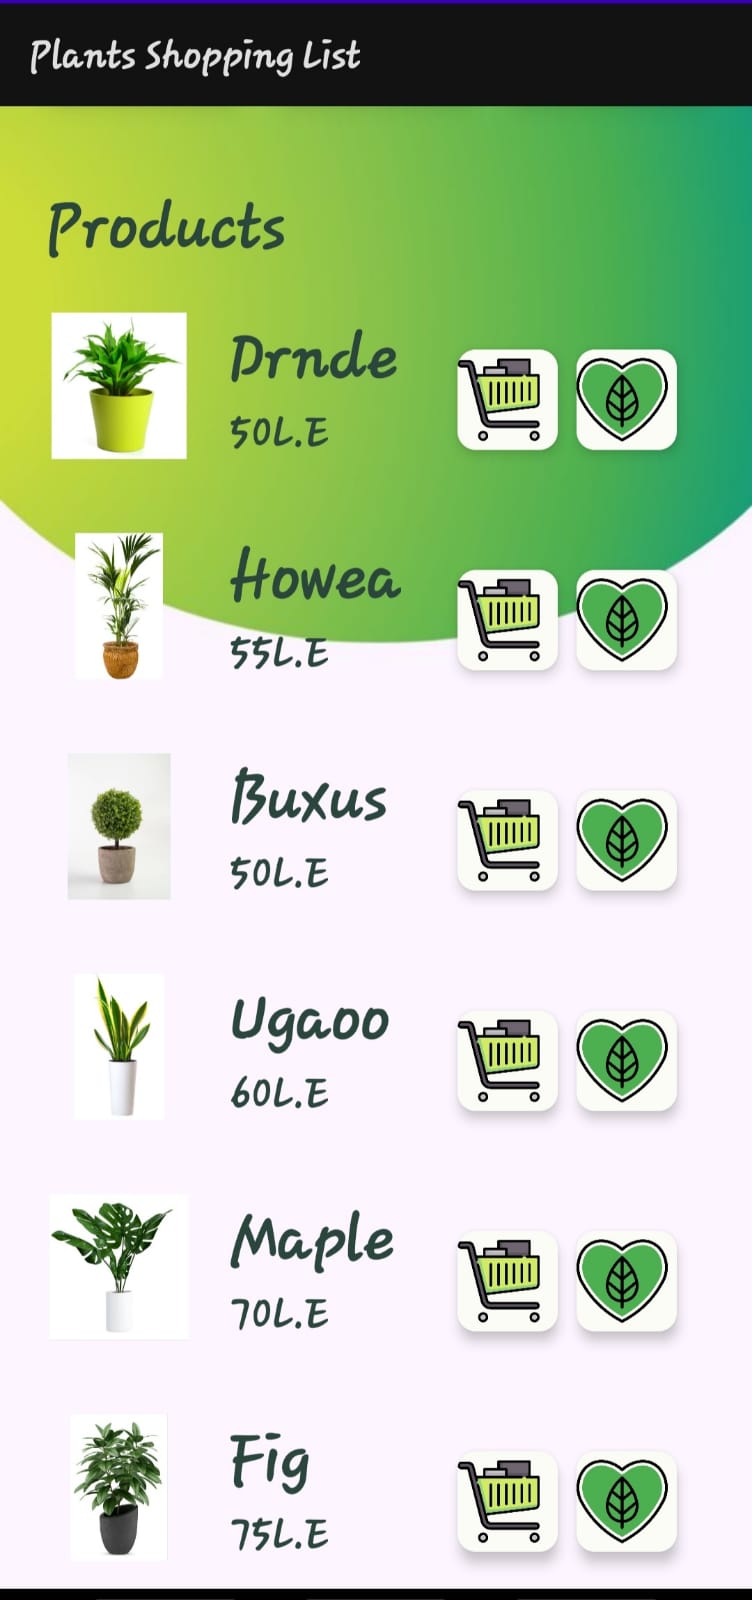 Plants Shopping List
Products
Drnde
50L.E
Howea
55L.E
Buxus
50L.E
Ugaoo
60L.E
Maple
70L.E
Fig
75L.E